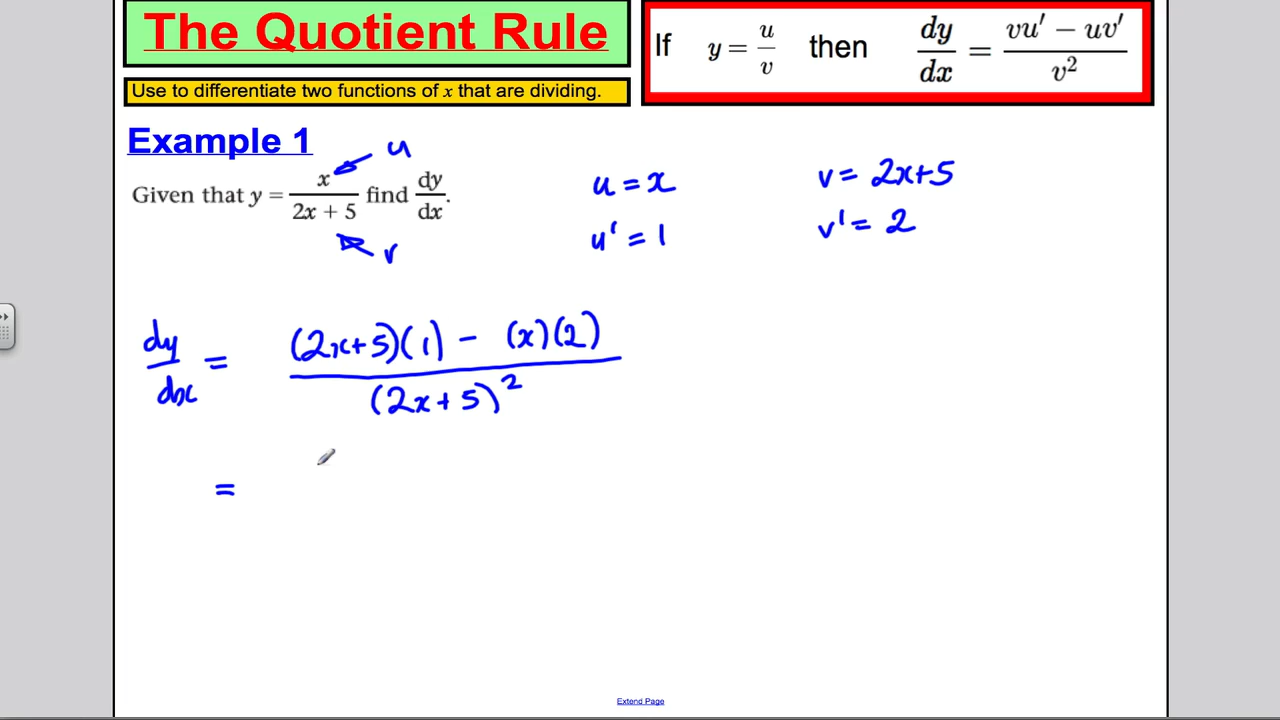 The Quotient Rule
If y = u/v then dy/dx = (vu′ − uv′)/v²
Use to differentiate two functions of x that are dividing.
Example 1
u
Given that y = x/(2x + 5) find dy/dx.
v
u = x
u' = 1
v = 2x+5
v' = 2
dy/dx = ((2x+5)(1) - (x)(2))/(2x+5)²
=
Extend Page